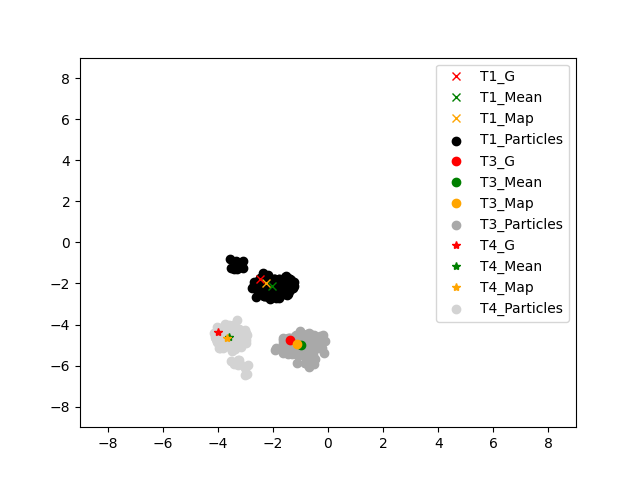 8
6
4
2
0
−2
−4
−6
−8
−8 −6 −4 −2 0 2 4 6 8
T1_G
T1_Mean
T1_Map
T1_Particles
T3_G
T3_Mean
T3_Map
T3_Particles
T4_G
T4_Mean
T4_Map
T4_Particles